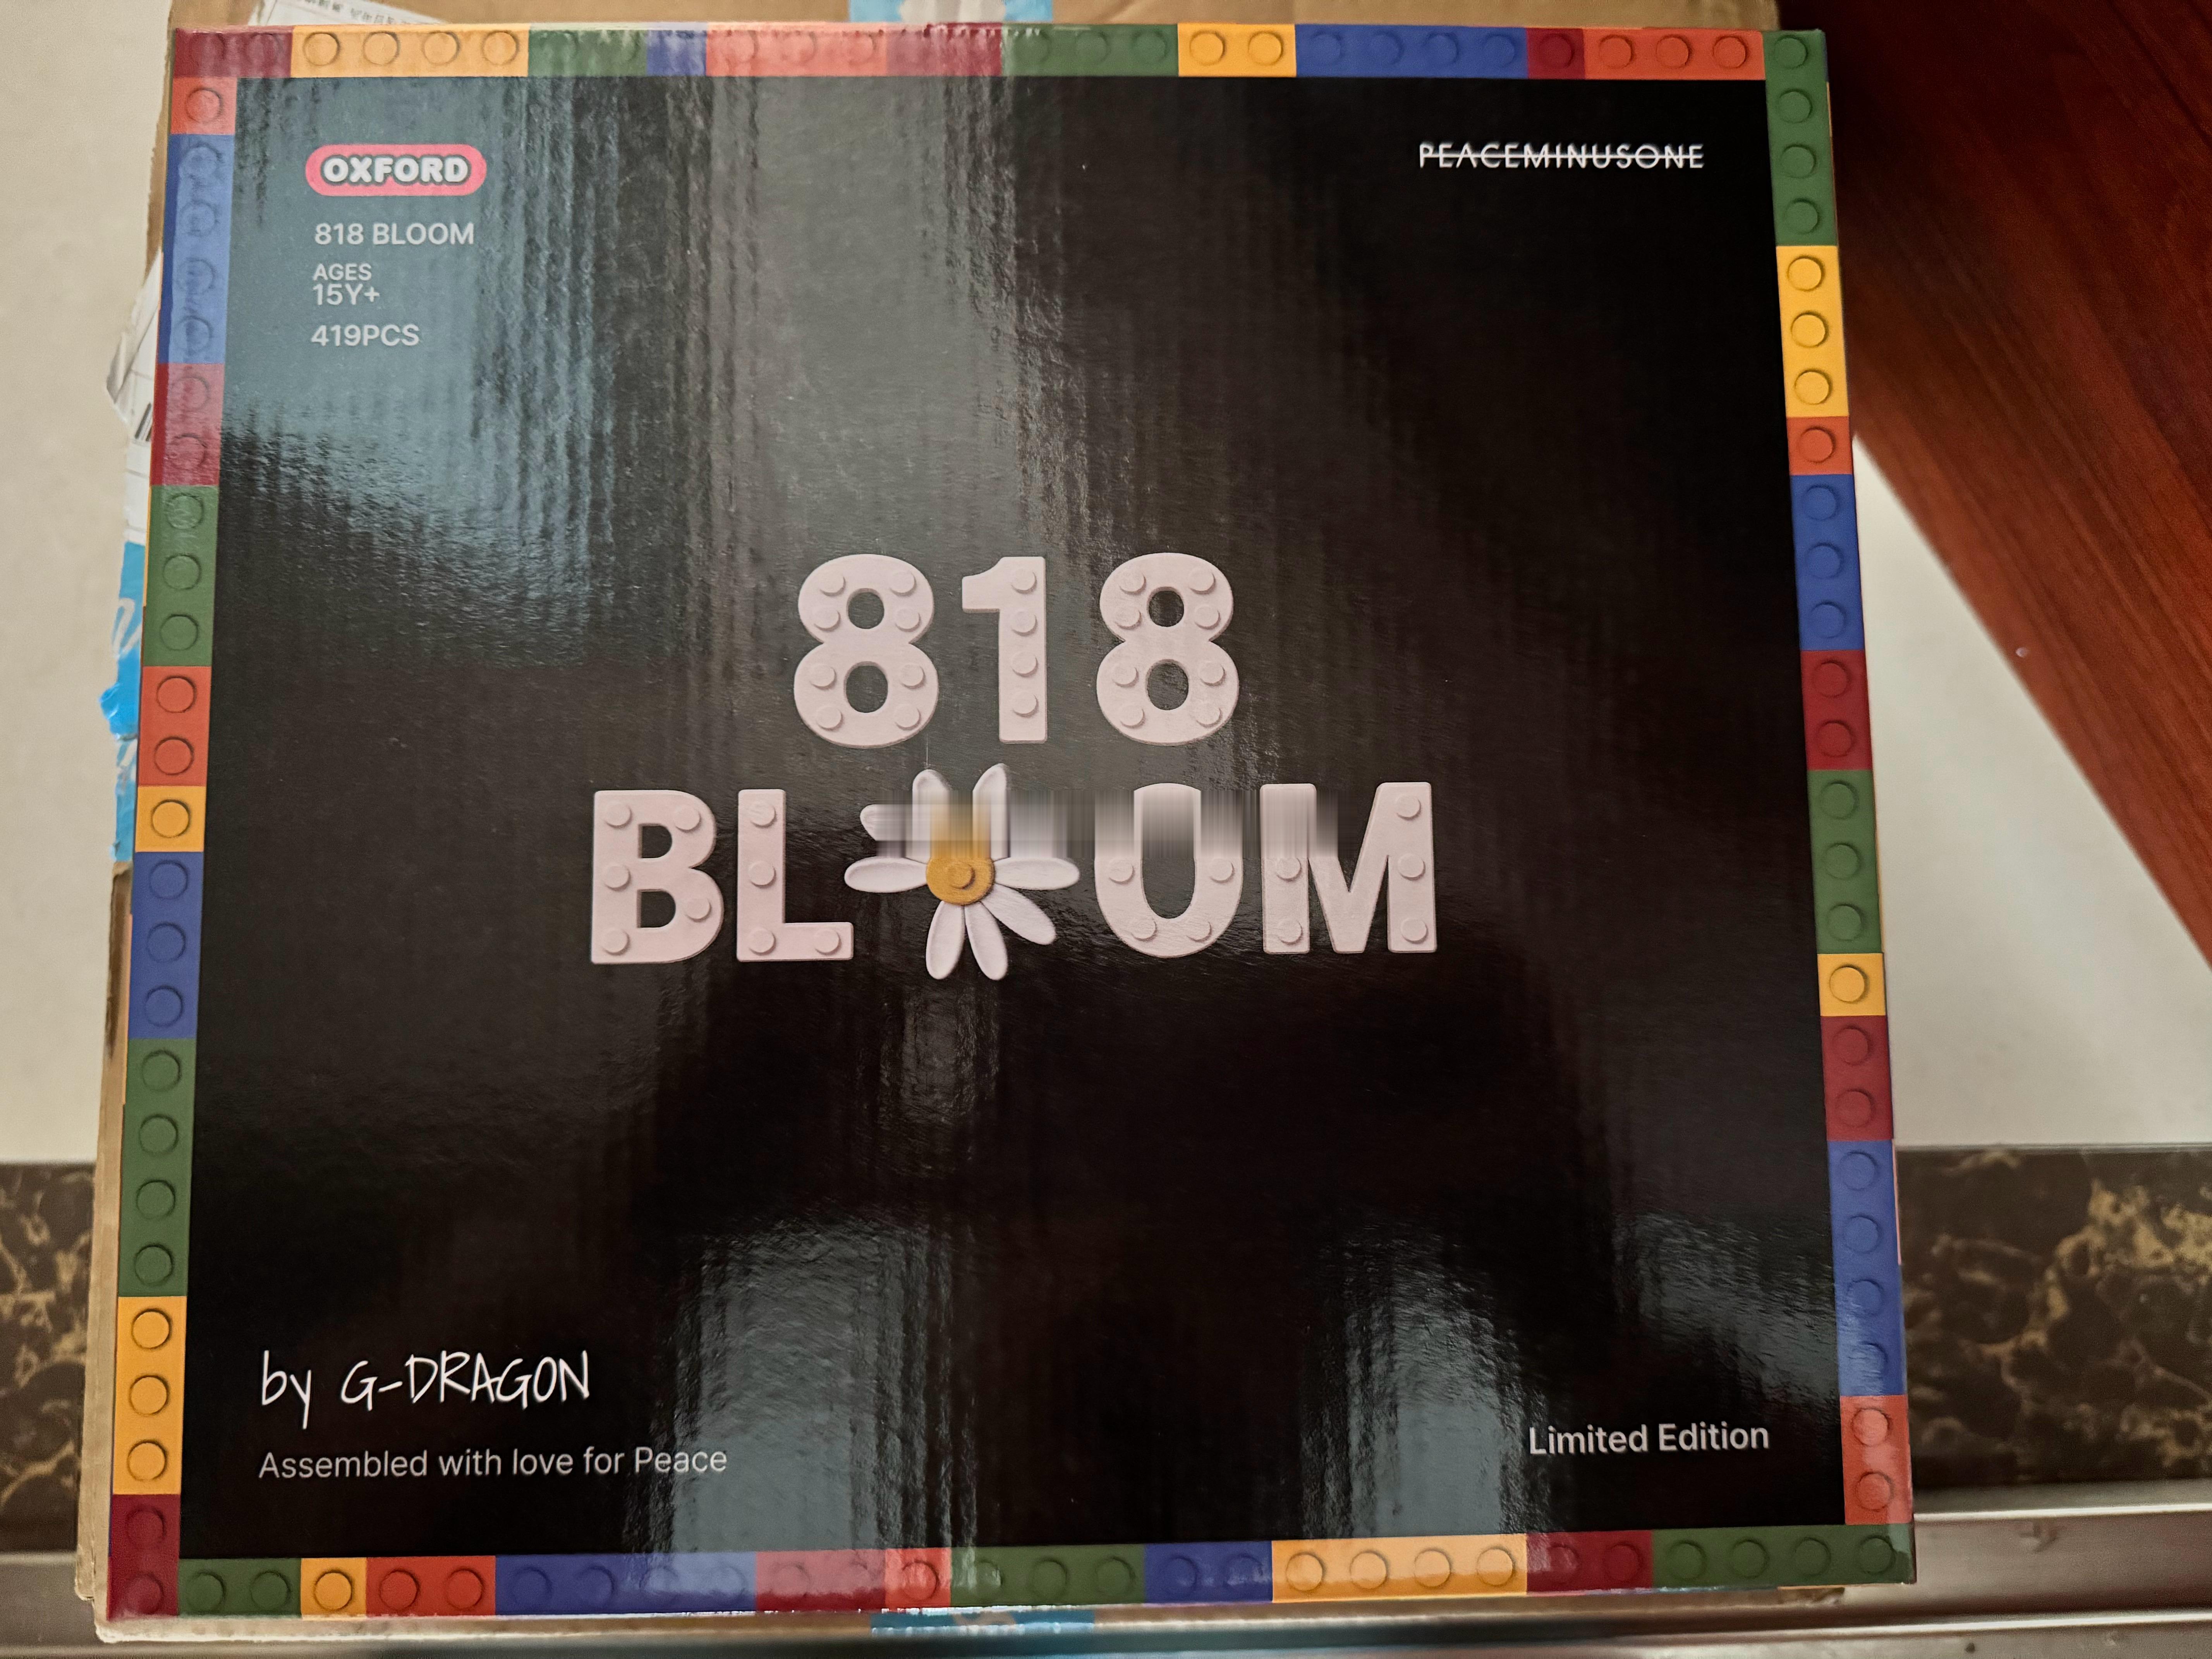 OXFORD
PEACEMINUSONE
818 BLOOM
AGES
15Y+
419PCS
818
BLOOM
by G-DRAGON
Assembled with love for Peace
Limited Edition